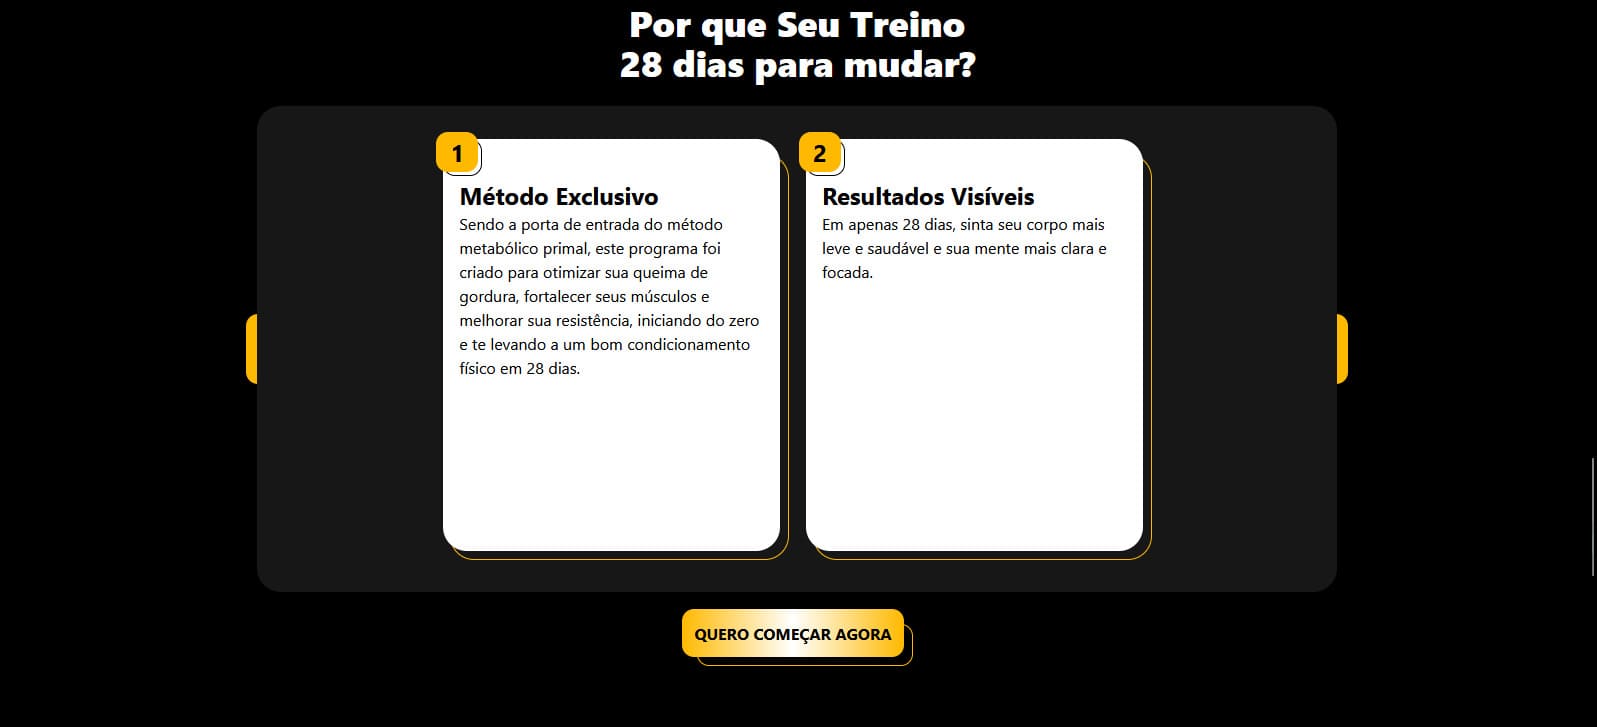 Por que Seu Treino
28 dias para mudar?
1
Método Exclusivo
Sendo a porta de entrada do método
metabólico primal, este programa foi
criado para otimizar sua queima de
gordura, fortalecer seus músculos e
melhorar sua resistência, iniciando do zero
e te levando a um bom condicionamento
físico em 28 dias.
2
Resultados Visíveis
Em apenas 28 dias, sinta seu corpo mais
leve e saudável e sua mente mais clara e
focada.
QUERO COMEÇAR AGORA